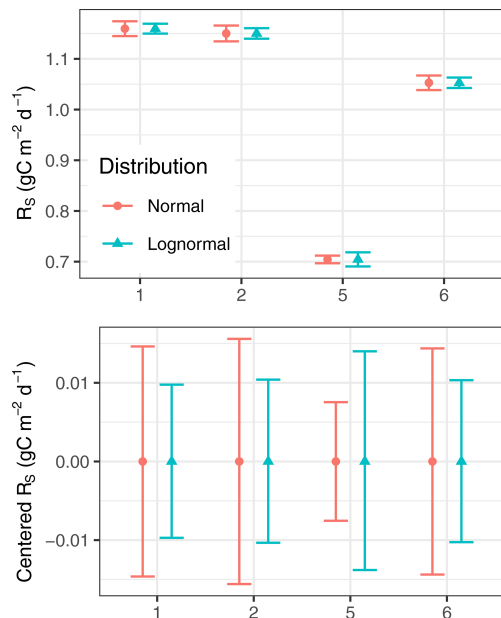 R_S (gC m⁻² d⁻¹)
1.1
1.0
0.9
0.8
0.7
Distribution
Normal
Lognormal
1 2 5 6
Centered R_S (gC m⁻² d⁻¹)
0.01
0.00
−0.01
1 2 5 6